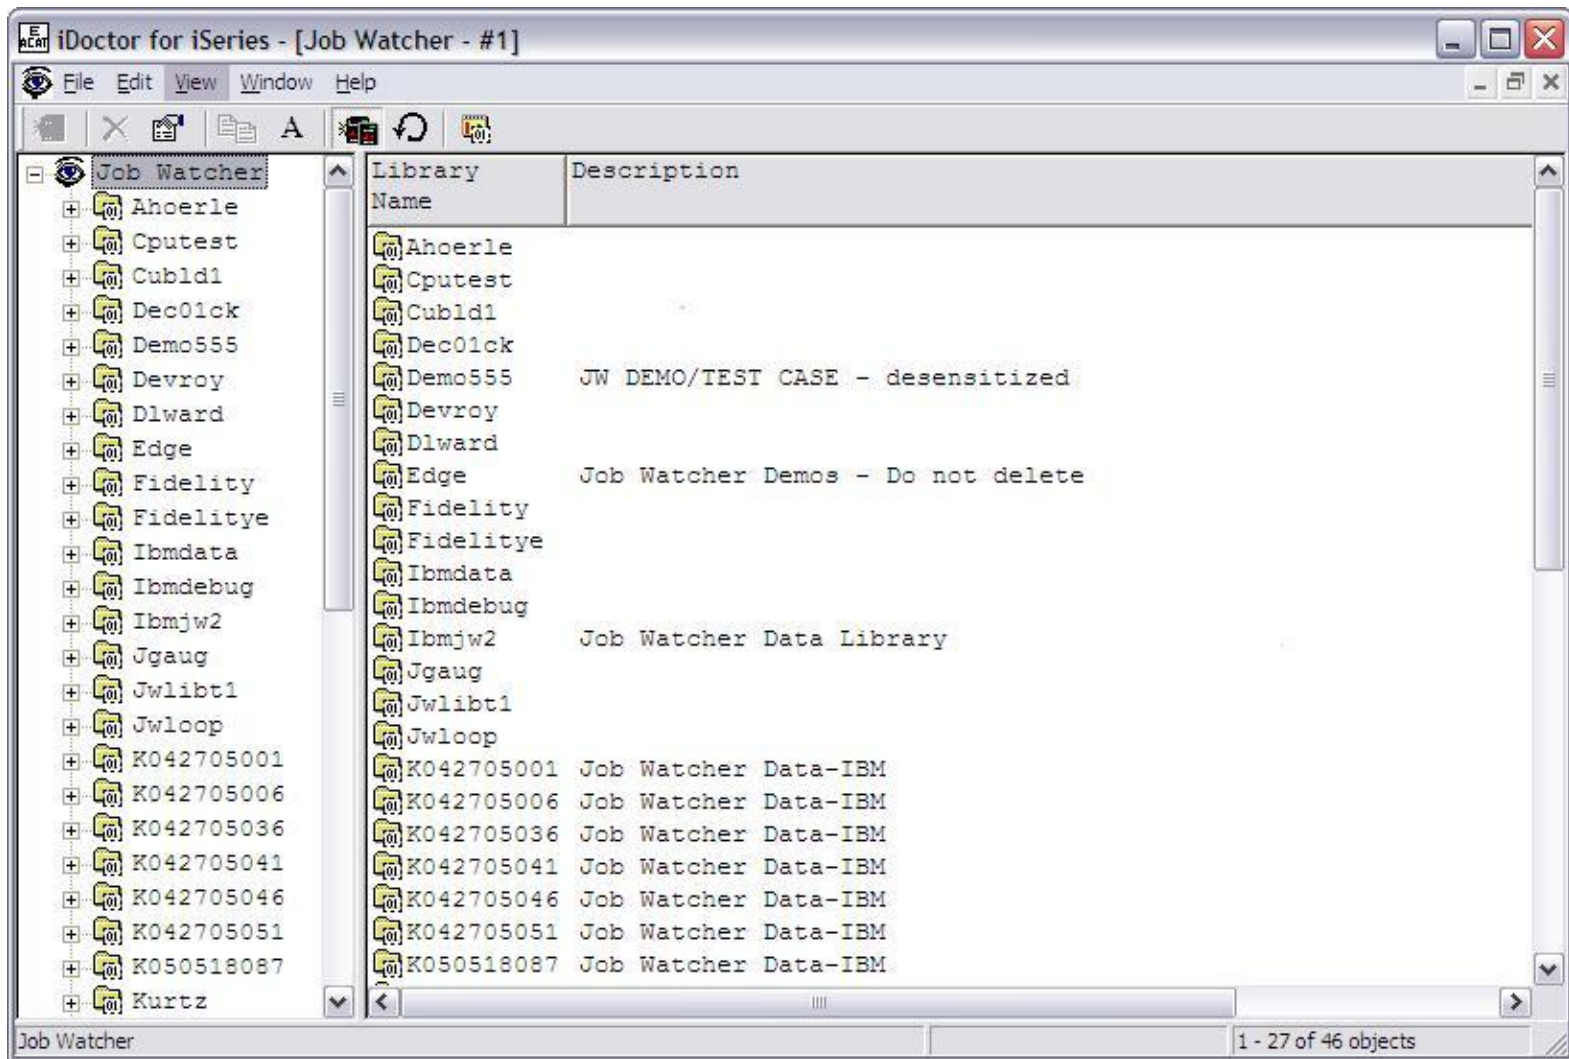 iDoctor for iSeries - [Job Watcher - #1]
File Edit View Window Help
A
Job Watcher
Ahoerle
Cputest
Cubld1
Dec01ck
Demo555
Devroy
Dlward
Edge
Fidelity
Fidelitye
Ibmdata
Ibmdebug
Ibmjw2
Jgaug
Jwlibt1
Jwloop
K042705001
K042705006
K042705036
K042705041
K042705046
K042705051
K050518087
Kurtz
Library Name Description
Ahoerle
Cputest
Cubld1
Dec01ck
Demo555 JW DEMO/TEST CASE - desensitized
Devroy
Dlward
Edge Job Watcher Demos - Do not delete
Fidelity
Fidelitye
Ibmdata
Ibmdebug
Ibmjw2 Job Watcher Data Library
Jgaug
Jwlibt1
Jwloop
K042705001 Job Watcher Data-IBM
K042705006 Job Watcher Data-IBM
K042705036 Job Watcher Data-IBM
K042705041 Job Watcher Data-IBM
K042705046 Job Watcher Data-IBM
K042705051 Job Watcher Data-IBM
K050518087 Job Watcher Data-IBM
Job Watcher
1 - 27 of 46 objects